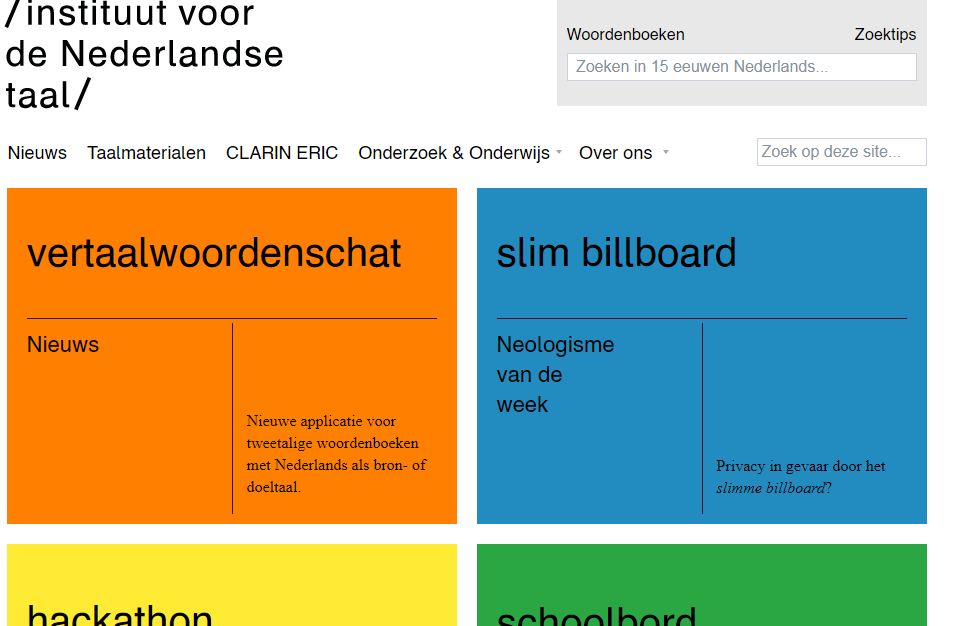 /instituut voor
de Nederlandse
taal/
Woordenboeken Zoektips
Zoeken in 15 eeuwen Nederlands...
Nieuws Taalmaterialen CLARIN ERIC Onderzoek & Onderwijs Over ons
Zoek op deze site...
vertaalwoordenschat
Nieuws
Nieuwe applicatie voor
tweetalige woordenboeken
met Nederlands als bron- of
doeltaal.
slim billboard
Neologisme
van de
week
Privacy in gevaar door het
slimme billboard?
hackathon
schoolbord